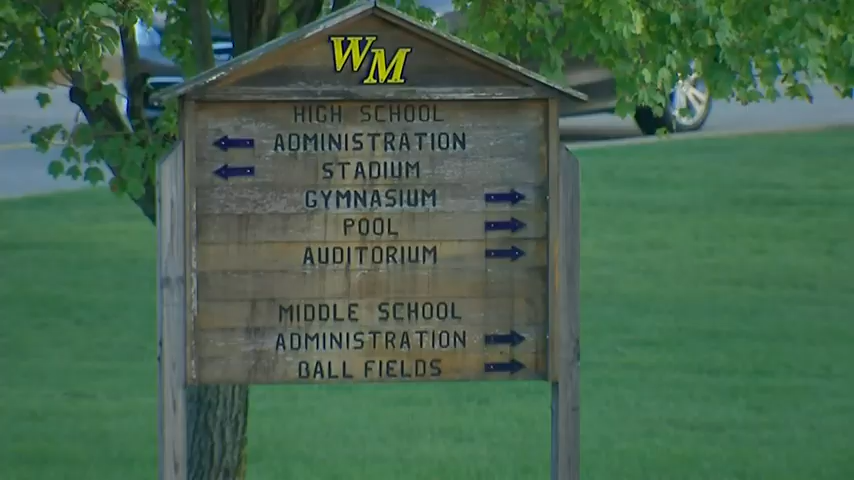 WM
HIGH SCHOOL
ADMINISTRATION
STADIUM
GYMNASIUM
POOL
AUDITORIUM
MIDDLE SCHOOL
ADMINISTRATION
BALL FIELDS